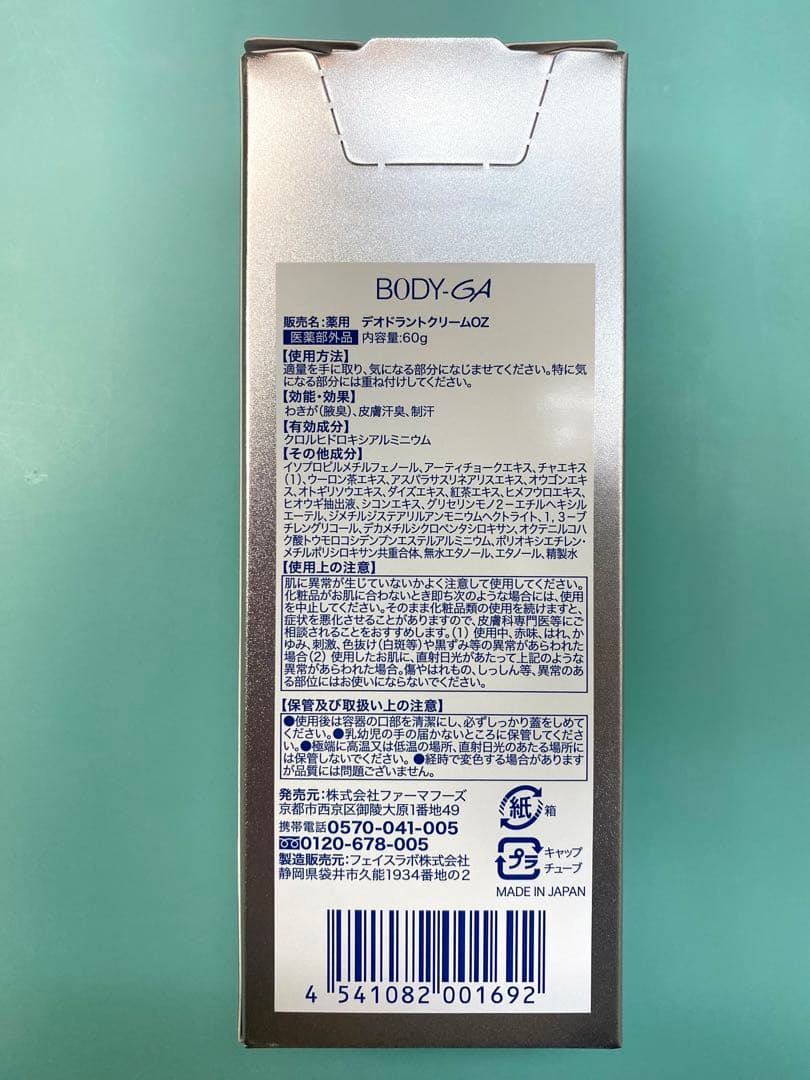 BODY-GA
販売名:薬用 デオドラントクリームOZ
医薬部外品 内容量:60g
【使用方法】
適量を手に取り、気になる部分になじませてください。特に気
になる部分には重ね付けしてください。
【効能・効果】
わきが(腋臭)、皮膚汗臭、制汗
【有効成分】
クロルヒドロキシアルミニウム
【その他成分】
イソプロピルメチルフェノール、アーティチョークエキス、チャエキス
(1)、ウーロン茶エキス、アスパラサスリネアリスエキス、オウゴンエキ
ス、オトギリソウエキス、ダイズエキス、紅茶エキス、ヒメフウロエキス、
ヒオウギ抽出液、シコンエキス、グリセリンモノ2-エチルヘキシル
エーテル、ジメチルジステアリルアンモニウムヘクトライト、1,3-ブ
チレングリコール、デカメチルシクロペンタシロキサン、オクテニルコハ
ク酸トウモロコシデンプンエステルアルミニウム、ポリオキシエチレン・
メチルポリシロキサン共重合体、無水エタノール、エタノール、精製水
【使用上の注意】
肌に異常が生じていないかよく注意して使用してください。
化粧品がお肌に合わないとき即ち次のような場合には、使用
を中止してください。そのまま化粧品類の使用を続けますと、
症状を悪化させることがありますので、皮膚科専門医等にご
相談されることをおすすめします。(1) 使用中、赤味、はれ、か
ゆみ、刺激、色抜け(白斑等)や黒ずみ等の異常があらわれた
場合(2) 使用したお肌に、直射日光があたって上記のような
異常があらわれた場合。傷やはれもの、しっしん等、異常のあ
る部位にはお使いにならないでください。
【保管及び取扱い上の注意】
●使用後は容器の口部を清潔にし、必ずしっかり蓋をしめて
ください。●乳幼児の手の届かないところに保管してくださ
い。●極端に高温又は低温の場所、直射日光のあたる場所に
は保管しないでください。 ●経時で変色する場合があります
が品質には問題ございません。
発売元:株式会社ファーマフーズ
京都市西京区御陵大原1番地49
携帯電話0570-041-005
0120-678-005
製造販売元:フェイスラボ株式会社
静岡県袋井市久能1934番地の2
紙 箱
プラ キャップ
チューブ
MADE IN JAPAN
4 541082 001692